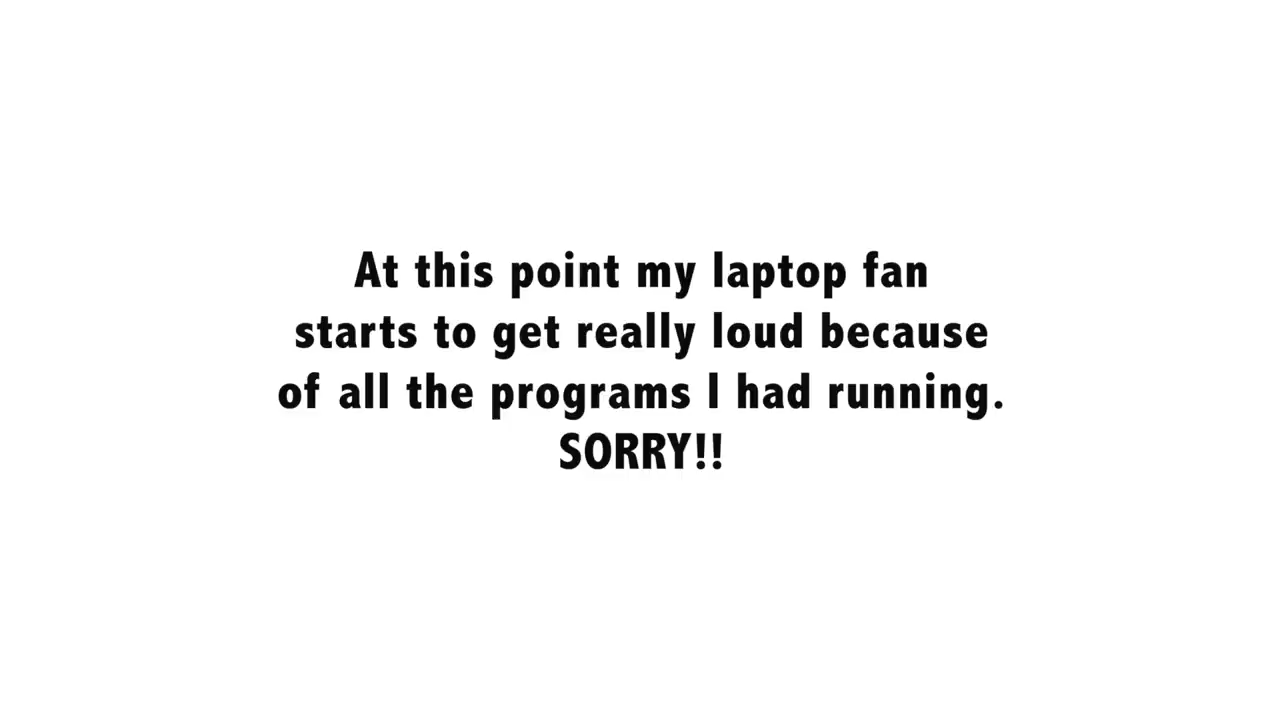 At this point my laptop fan
starts to get really loud because
of all the programs I had running.
SORRY!!